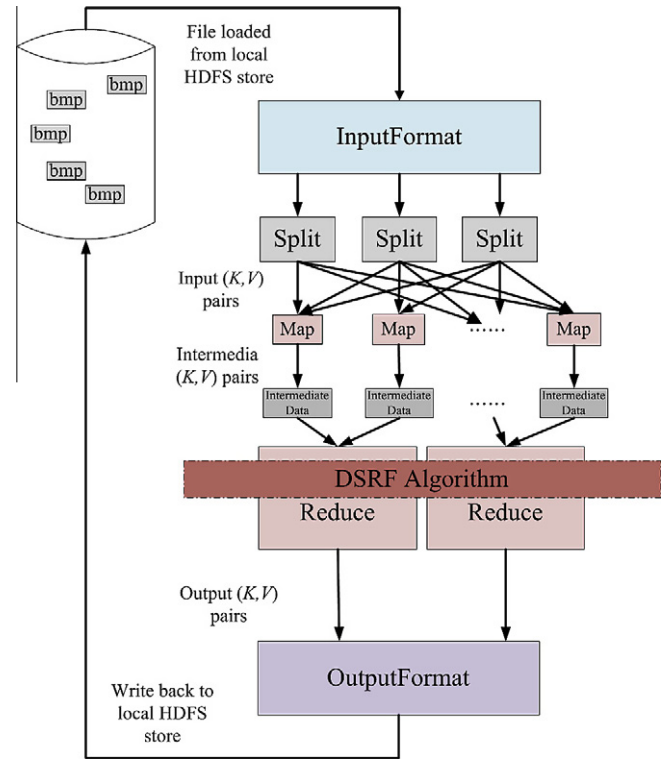 File loaded
from local
HDFS store
bmp
bmp
bmp
bmp
bmp
InputFormat
Split
Split
Split
Input (K,V)
pairs
Map
Map
......
Map
Intermedia
(K,V) pairs
Intermediate
Data
Intermediate
Data
......
Intermediate
Data
DSRF Algorithm
Reduce
Reduce
Output (K,V)
pairs
OutputFormat
Write back to
local HDFS
store